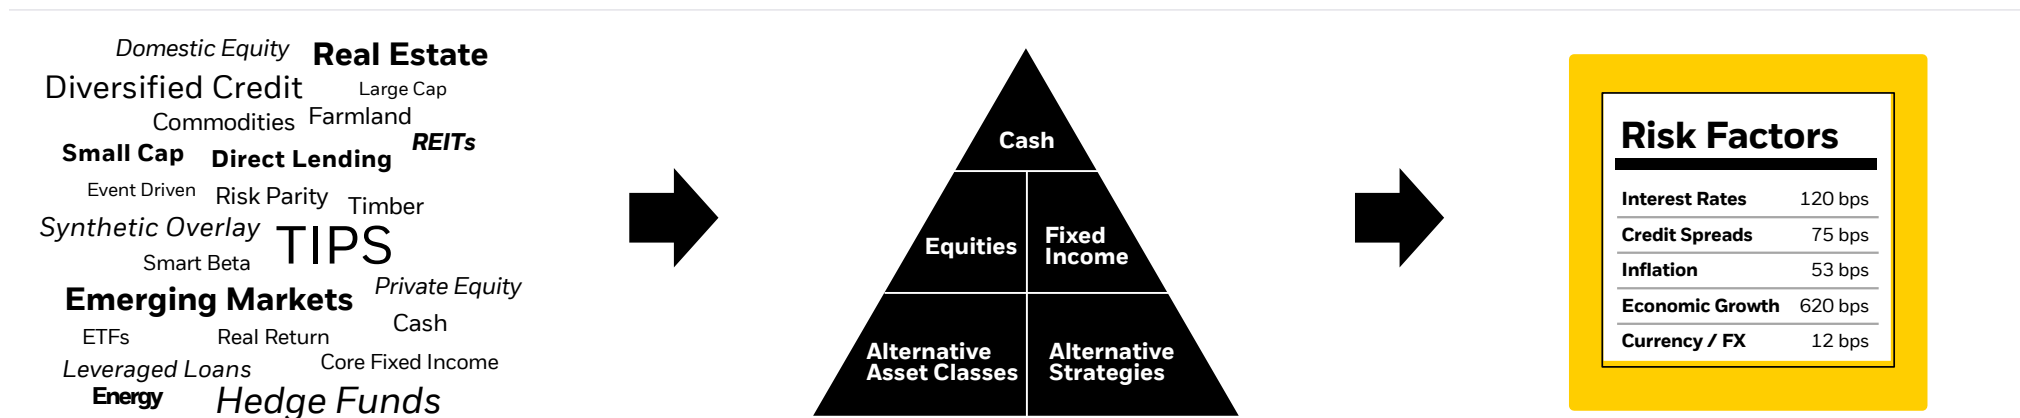 Domestic Equity Real Estate
Diversified Credit Large Cap
Commodities Farmland
REITs
Small Cap Direct Lending
Event Driven Risk Parity Timber
Synthetic Overlay TIPS
Smart Beta
Emerging Markets Private Equity
Cash
ETFs Real Return
Leveraged Loans Core Fixed Income
Energy Hedge Funds
Cash
Equities
Fixed
Income
Alternative
Asset Classes
Alternative
Strategies
Risk Factors
Interest Rates 120 bps
Credit Spreads 75 bps
Inflation 53 bps
Economic Growth 620 bps
Currency / FX 12 bps